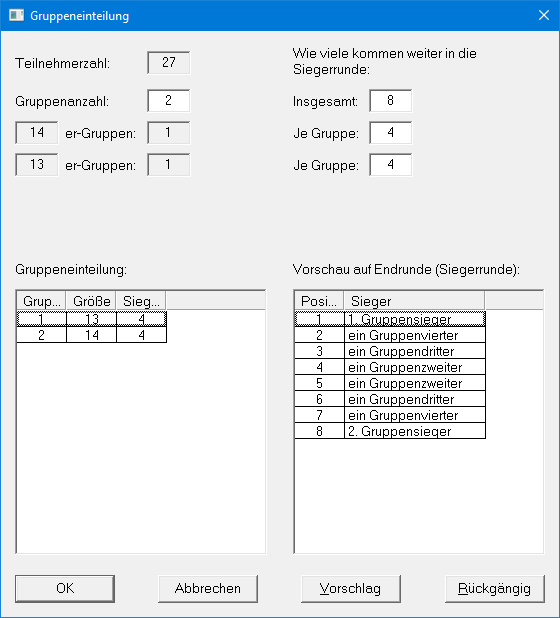 Gruppeneinteilung
Teilnehmerzahl: 27
Gruppenanzahl: 2
14 er-Gruppen: 1
13 er-Gruppen: 1
Wie viele kommen weiter in die
Siegerrunde:
Insgesamt: 8
Je Gruppe: 4
Je Gruppe: 4
Gruppeneinteilung:
Grup... Größe Sieg...
1 13 4
2 14 4
Vorschau auf Endrunde (Siegerrunde):
Posi... Sieger
1 1. Gruppensieger
2 ein Gruppenvierter
3 ein Gruppendritter
4 ein Gruppenzweiter
5 ein Gruppenzweiter
6 ein Gruppendritter
7 ein Gruppenvierter
8 2. Gruppensieger
OK Abbrechen Vorschlag Rückgängig